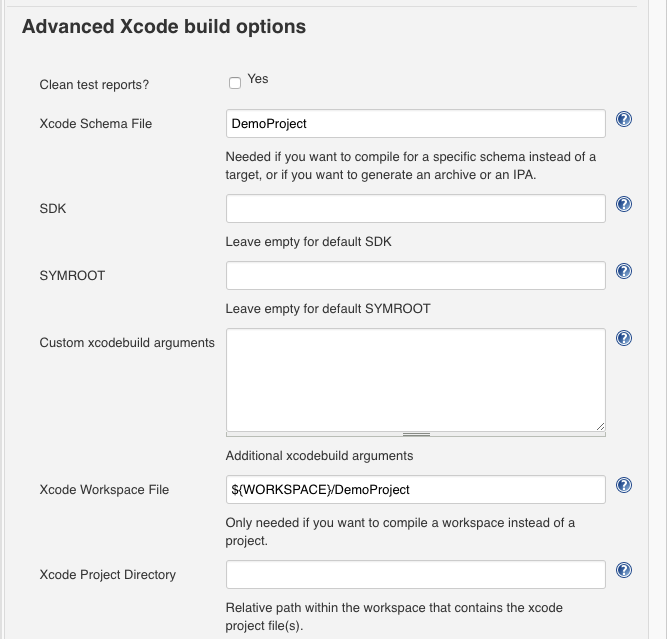 Advanced Xcode build options
Clean test reports?
Yes
Xcode Schema File
DemoProject
Needed if you want to compile for a specific schema instead of a
target, or if you want to generate an archive or an IPA.
SDK
Leave empty for default SDK
SYMROOT
Leave empty for default SYMROOT
Custom xcodebuild arguments
Additional xcodebuild arguments
Xcode Workspace File
${WORKSPACE}/DemoProject
Only needed if you want to compile a workspace instead of a
project.
Xcode Project Directory
Relative path within the workspace that contains the xcode
project file(s).